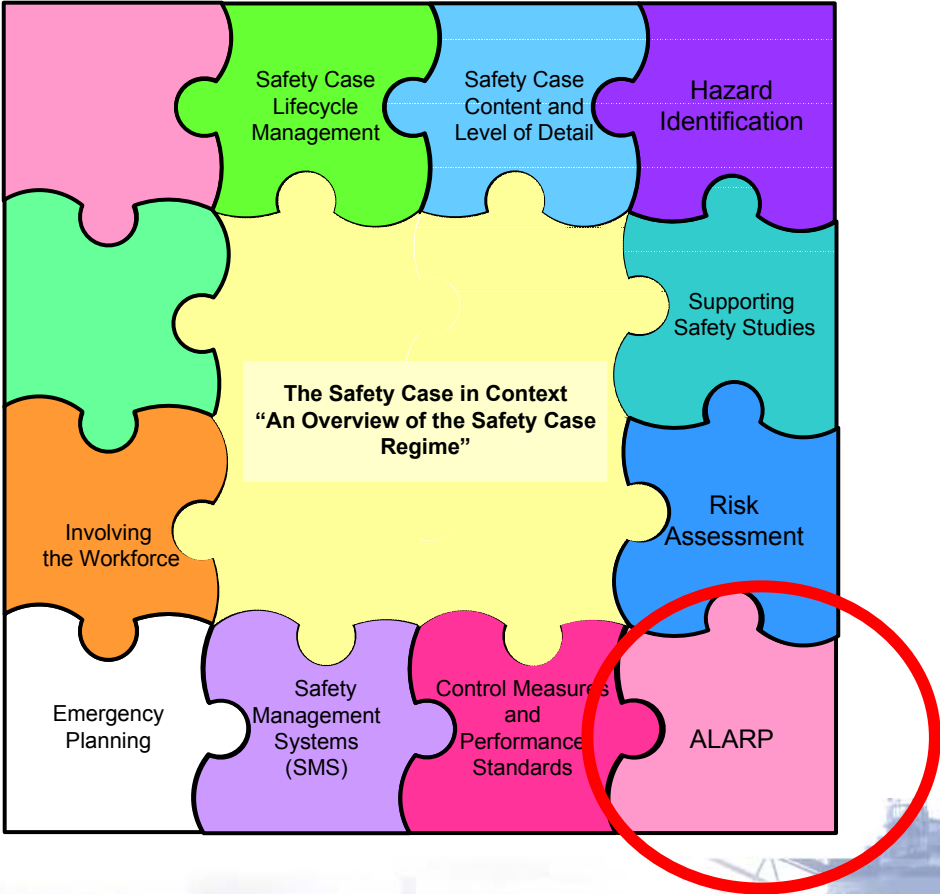 Safety Case
Lifecycle
Management
Safety Case
Content and
Level of Detail
Hazard
Identification
Supporting
Safety Studies
The Safety Case in Context
“An Overview of the Safety Case
Regime”
Risk
Assessment
Involving
the Workforce
Emergency
Planning
Safety
Management
Systems
(SMS)
Control Measures
and
Performance
Standards
ALARP